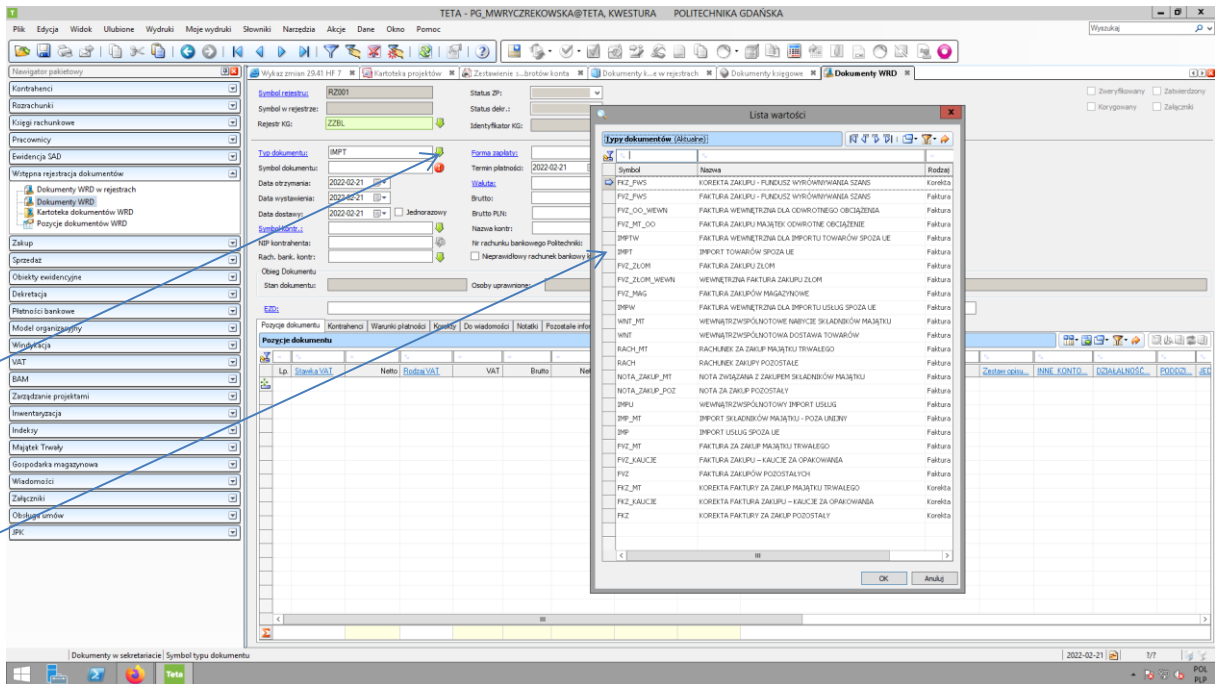 TETA - PG_MWRYCZREKOWSKA@TETA, KWESTURA POLITECHNIKA GDAŃSKA
Plik Edycja Widok Ulubione Wydruki Moje wydruki Słowniki Narzędzia Akcje Dane Okno Pomoc
Wyszukaj
Nawigator pakietowy
Wykaz zmian 29.41 HF 7
Kartoteka projektów
Zestawienie s...brotów konta
Dokumenty k...e w rejestrach
Dokumenty księgowe
Dokumenty WRD
Kontrahenci
Rozrachunki
Księgi rachunkowe
Pracownicy
Ewidencja SAD
Wstępna rejestracja dokumentów
Dokumenty WRD w rejestrach
Dokumenty WRD
Kartoteka dokumentów WRD
Pozycje dokumentów WRD
Zakup
Sprzedaż
Obiekty ewidencyjne
Dekretacja
Płatności bankowe
Model organizacyjny
Windykacja
VAT
BAM
Zarządzanie projektami
Inwentaryzacja
Indeksy
Majątek Trwały
Gospodarka magazynowa
Wiadomości
Załączniki
Obsługa umów
JPK
Symbol rejestru: RZ001 Status ZP:
Symbol w rejestrze: Status dekr.:
Rejestr KG: ZZBL Identyfikator KG:
Zweryfikowany Zatwierdzony
Korygowany Załączniki
Typ dokumentu: IMPT Forma zapłaty:
Symbol dokumentu: Termin płatności: 2022-02-21
Data otrzymania: 2022-02-21 Waluta:
Data wystawienia: 2022-02-21 Brutto:
Data dostawy: 2022-02-21 Jednorazowy Brutto PLN:
Symbol Kontr.: Nazwa kontr:
NIP kontrahenta: Nr rachunku bankowego Politechniki:
Rach. bank. kontr: Nieprawidłowy rachunek bankowy
Obieg Dokumentu
Stan dokumentu: Osoby uprawnione:
EZD:
Pozycje dokumentu Kontrahenci Warunki płatności Korekty Do wiadomości Notatki
Pozycje dokumentu
Lp. Stawka VAT Netto Rodzaj VAT VAT Brutto
Zestaw opisu... INNE KONTO... DZIAŁALNOŚĆ... PODDZI...
Lista wartości
Typy dokumentów (Aktualne)
Symbol Nazwa Rodzaj
FKZ_FWS KOREKTA ZAKUPU - FUNDUSZ WYRÓWNYWANIA SZANS Korekta
FVZ_FWS FAKTURA ZAKUPU - FUNDUSZ WYRÓWNYWANIA SZANS Faktura
FVZ_OO_WEWN FAKTURA WEWNĘTRZNA DLA ODWROTNEGO OBCIĄŻENIA Faktura
FVZ_MT_OO FAKTURA ZAKUPU MAJĄTEK ODWROTNE OBCIĄŻENIE Faktura
IMPTW FAKTURA WEWNĘTRZNA DLA IMPORTU TOWARÓW SPOZA UE Faktura
IMPT IMPORT TOWARÓW SPOZA UE Faktura
FVZ_ZŁOM FAKTURA ZAKUPU ZŁOM Faktura
FVZ_ZŁOM_WEWN WEWNĘTRZNA FAKTURA ZAKUPU ZŁOM Faktura
FVZ_MAG FAKTURA ZAKUPÓW MAGAZYNOWE Faktura
IMPW FAKTURA WEWNĘTRZNA DLA IMPORTU USŁUG SPOZA UE Faktura
WNT_MT WEWNĄTRZWSPÓLNOTOWE NABYCIE SKŁADNIKÓW MAJĄTKU Faktura
WNT WEWNĄTRZWSPÓLNOTOWA DOSTAWA TOWARÓW Faktura
RACH_MT RACHUNEK ZA ZAKUP MAJĄTKU TRWAŁEGO Faktura
RACH RACHUNEK ZAKUPY POZOSTAŁE Faktura
NOTA_ZAKUP_MT NOTA ZWIĄZANA Z ZAKUPEM SKŁADNIKÓW MAJĄTKU Faktura
NOTA_ZAKUP_POZ NOTA ZA ZAKUP POZOSTAŁY Faktura
IMPU WEWNĄTRZWSPÓLNOTOWY IMPORT USŁUG Faktura
IMP_MT IMPORT SKŁADNIKÓW MAJĄTKU - POZA UNIJNY Faktura
IMP IMPORT USŁUG SPOZA UE Faktura
FVZ_MT FAKTURA ZA ZAKUP MAJĄTKU TRWAŁEGO Faktura
FVZ_KAUCJE FAKTURA ZAKUPU – KAUCJE ZA OPAKOWANIA Faktura
FVZ FAKTURA ZAKUPÓW POZOSTAŁYCH Faktura
FKZ_MT KOREKTA FAKTURY ZA ZAKUP MAJĄTKU TRWAŁEGO Korekta
FKZ_KAUCJE KOREKTA FAKTURA ZAKUPU – KAUCJE ZA OPAKOWANIA Korekta
FKZ KOREKTA FAKTURY ZA ZAKUP POZOSTAŁY Korekta
OK Anuluj
Dokumenty w sekretariacie Symbol typu dokumentu
2022-02-21 ?/?
Teta
POL
PLP